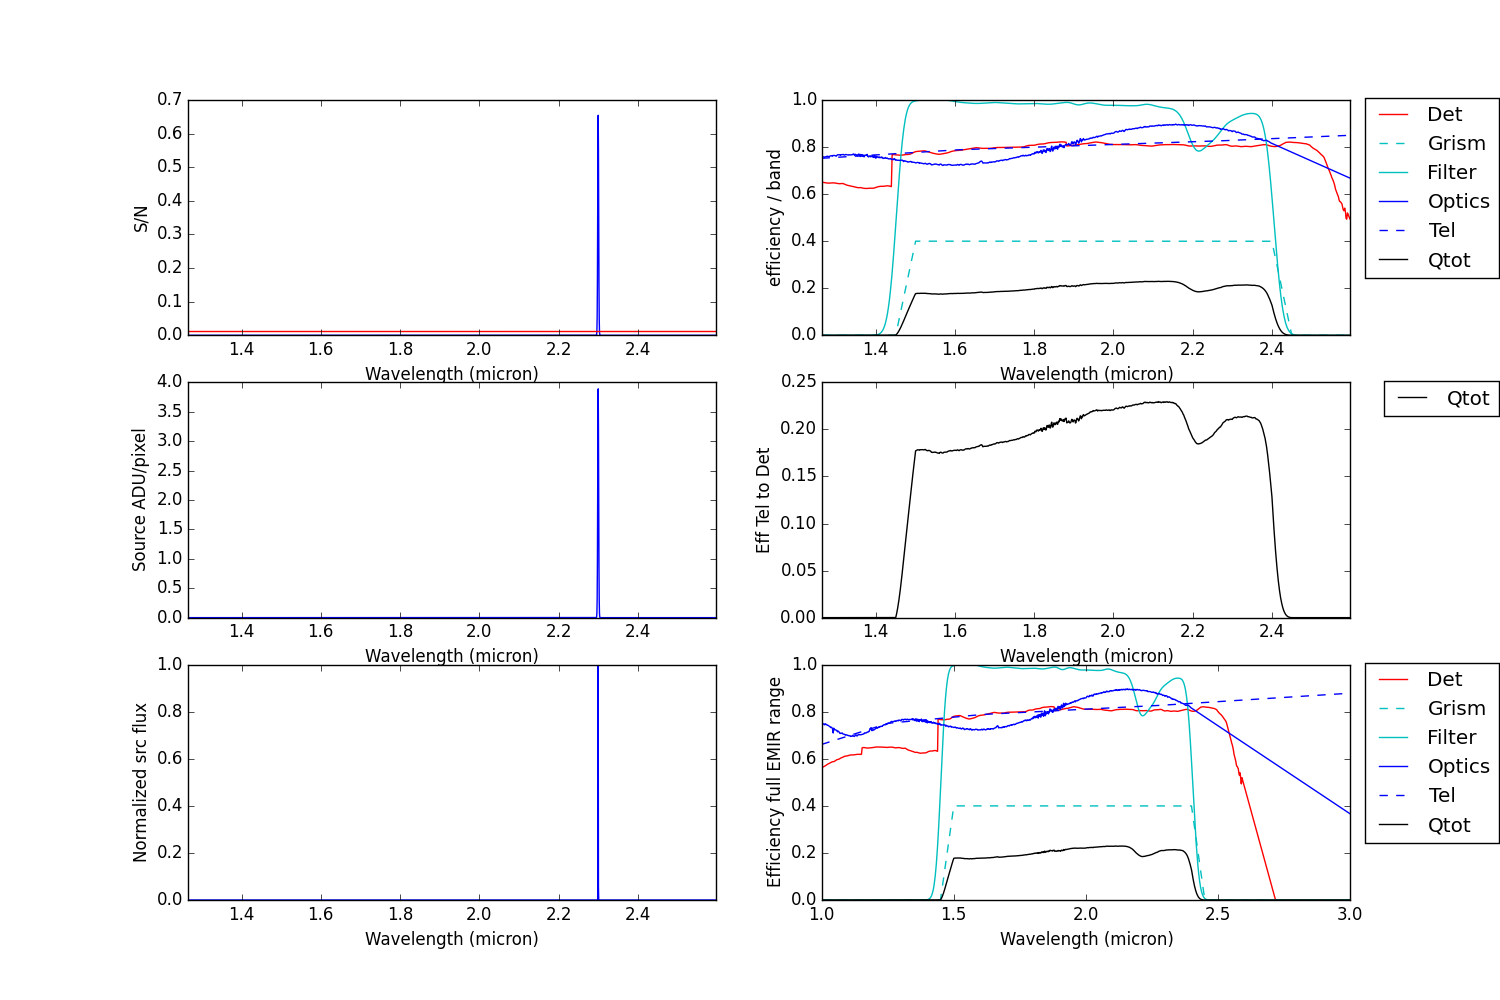 0.7
0.6
0.5
0.4
0.3
0.2
0.1
0.0
S/N
1.4 1.6 1.8 2.0 2.2 2.4
Wavelength (micron)
1.0
0.8
0.6
0.4
0.2
0.0
efficiency / band
1.4 1.6 1.8 2.0 2.2 2.4
Wavelength (micron)
Det
Grism
Filter
Optics
Tel
Qtot
4.0
3.5
3.0
2.5
2.0
1.5
1.0
0.5
0.0
Source ADU/pixel
1.4 1.6 1.8 2.0 2.2 2.4
Wavelength (micron)
0.25
0.20
0.15
0.10
0.05
0.00
Eff Tel to Det
1.4 1.6 1.8 2.0 2.2 2.4
Wavelength (micron)
Qtot
1.0
0.8
0.6
0.4
0.2
0.0
Normalized src flux
1.4 1.6 1.8 2.0 2.2 2.4
Wavelength (micron)
1.0
0.8
0.6
0.4
0.2
0.0
Efficiency full EMIR range
1.0 1.5 2.0 2.5 3.0
Wavelength (micron)
Det
Grism
Filter
Optics
Tel
Qtot